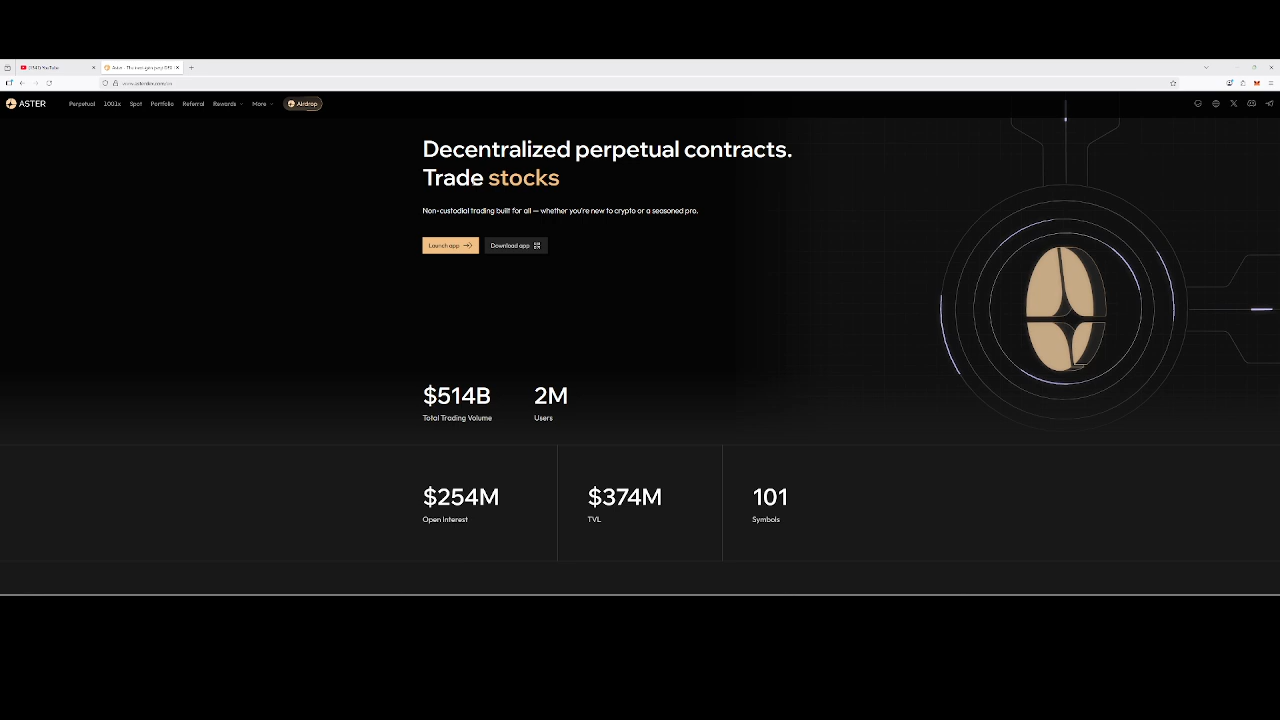 YouTube
ASTER
Perpetual
1001x
Spot
Portfolio
Referral
Rewards
More
Airdrop
Decentralized perpetual contracts.
Trade stocks
Non-custodial trading built for all — whether you're new to crypto or a seasoned pro.
Launch app
Download app
$514B
2M
Total Trading Volume
Users
$254M
$374M
101
Open Interest
TVL
Symbols